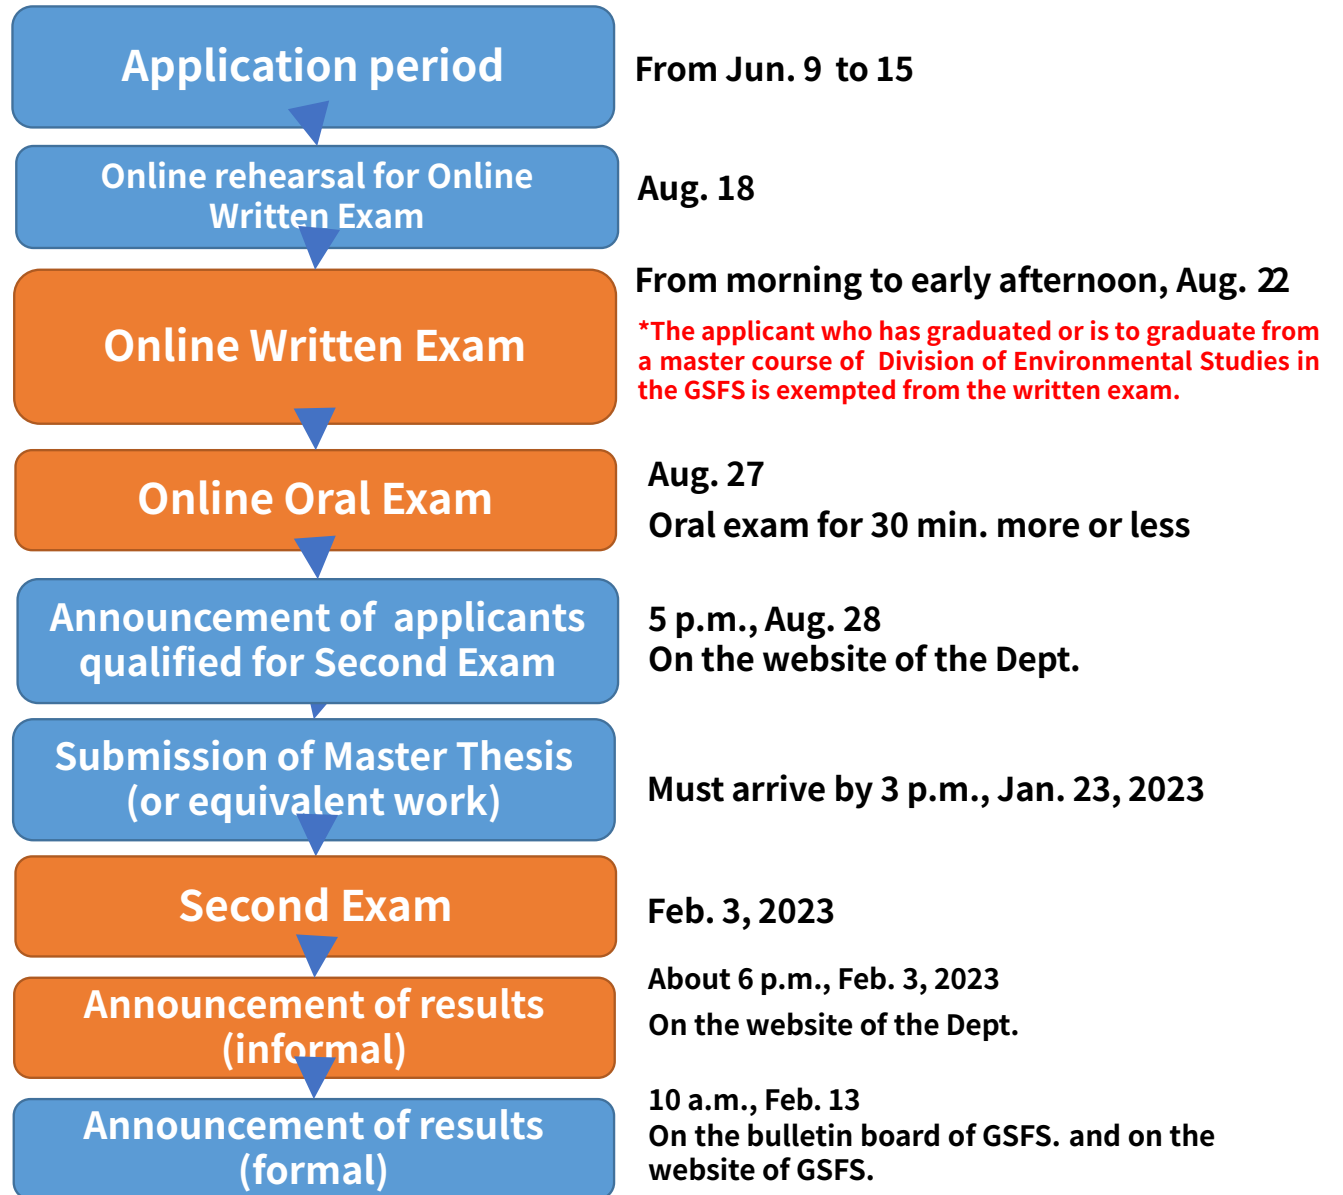 Application period
From Jun. 9 to 15
Online rehearsal for Online
Written Exam
Aug. 18
Online Written Exam
From morning to early afternoon, Aug. 22
*The applicant who has graduated or is to graduate from
a master course of Division of Environmental Studies in
the GSFS is exempted from the written exam.
Online Oral Exam
Aug. 27
Oral exam for 30 min. more or less
Announcement of applicants
qualified for Second Exam
5 p.m., Aug. 28
On the website of the Dept.
Submission of Master Thesis
(or equivalent work)
Must arrive by 3 p.m., Jan. 23, 2023
Second Exam
Feb. 3, 2023
Announcement of results
(informal)
About 6 p.m., Feb. 3, 2023
On the website of the Dept.
Announcement of results
(formal)
10 a.m., Feb. 13
On the bulletin board of GSFS. and on the
website of GSFS.